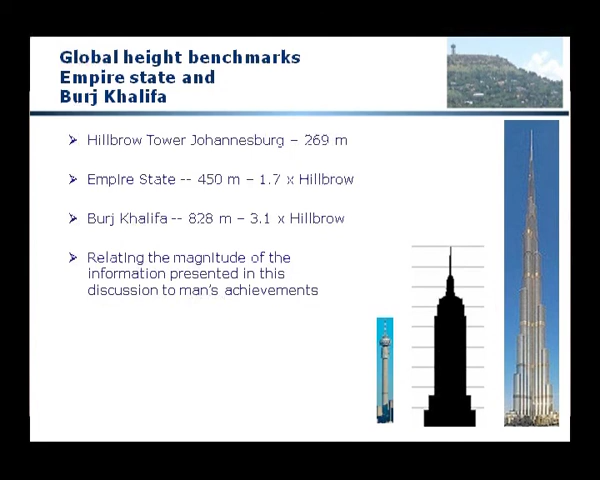 Global height benchmarks
Empire state and
Burj Khalifa
➢ Hillbrow Tower Johannesburg – 269 m
➢ Empire State -- 450 m – 1.7 x Hillbrow
➢ Burj Khalifa -- 828 m – 3.1 x Hillbrow
➢ Relating the magnitude of the
information presented in this
discussion to man's achievements